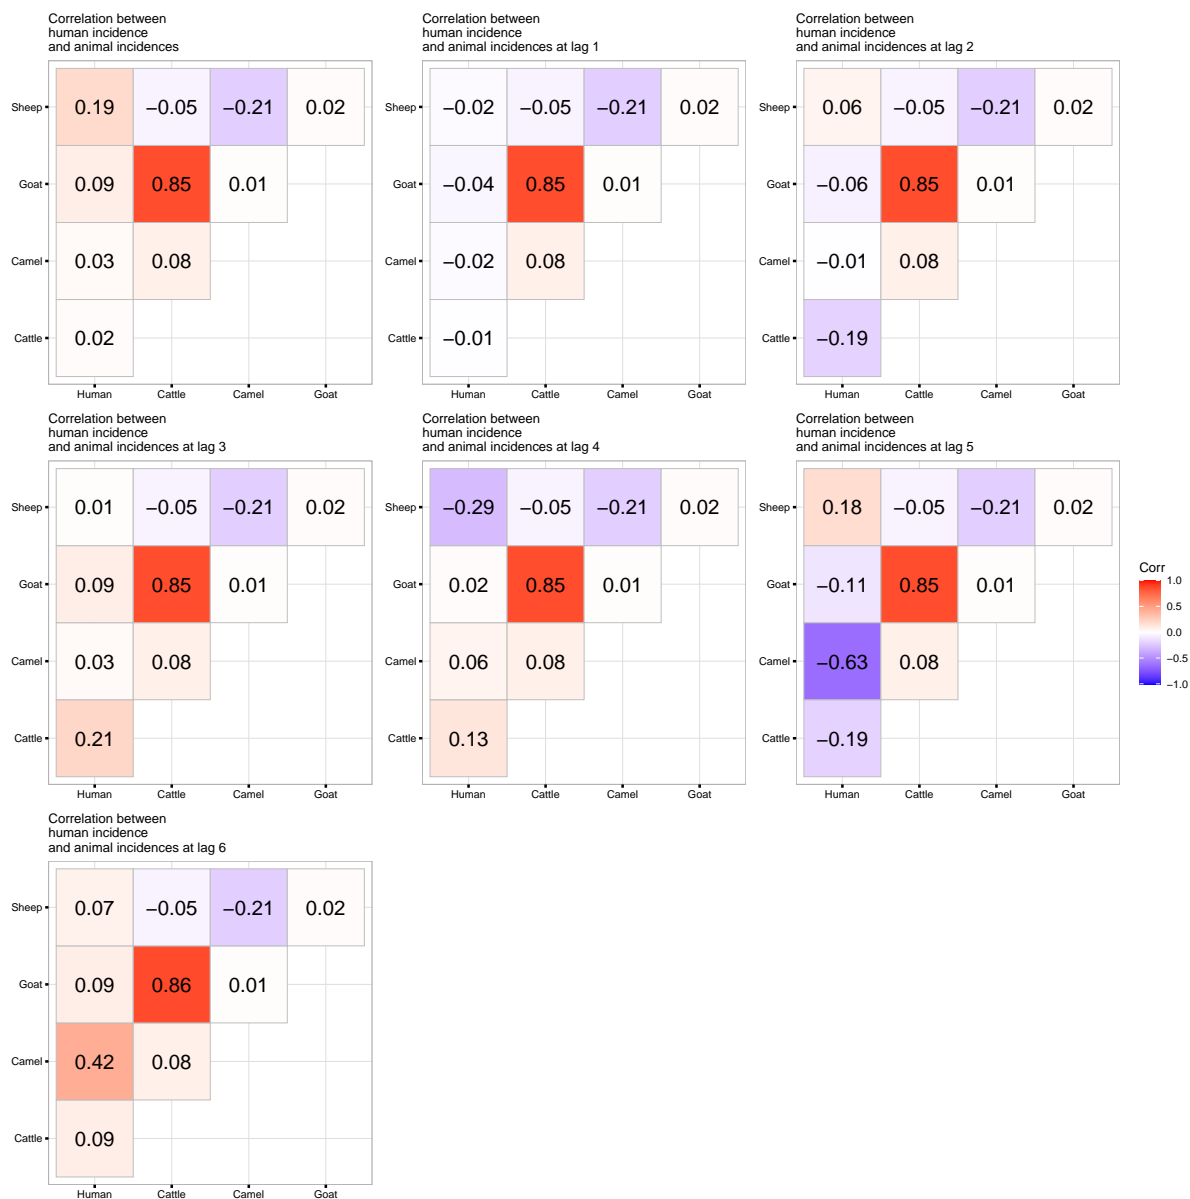 Correlation between
human incidence
and animal incidences
Sheep 0.19 −0.05 −0.21 0.02
Goat 0.09 0.85 0.01
Camel 0.03 0.08
Cattle 0.02
Human Cattle Camel Goat
Correlation between
human incidence
and animal incidences at lag 1
Sheep −0.02 −0.05 −0.21 0.02
Goat −0.04 0.85 0.01
Camel −0.02 0.08
Cattle −0.01
Human Cattle Camel Goat
Correlation between
human incidence
and animal incidences at lag 2
Sheep 0.06 −0.05 −0.21 0.02
Goat −0.06 0.85 0.01
Camel −0.01 0.08
Cattle −0.19
Human Cattle Camel Goat
Correlation between
human incidence
and animal incidences at lag 3
Sheep 0.01 −0.05 −0.21 0.02
Goat 0.09 0.85 0.01
Camel 0.03 0.08
Cattle 0.21
Human Cattle Camel Goat
Correlation between
human incidence
and animal incidences at lag 4
Sheep −0.29 −0.05 −0.21 0.02
Goat 0.02 0.85 0.01
Camel 0.06 0.08
Cattle 0.13
Human Cattle Camel Goat
Correlation between
human incidence
and animal incidences at lag 5
Sheep 0.18 −0.05 −0.21 0.02
Goat −0.11 0.85 0.01
Camel −0.63 0.08
Cattle −0.19
Human Cattle Camel Goat
Corr
1.0
0.5
0.0
−0.5
−1.0
Correlation between
human incidence
and animal incidences at lag 6
Sheep 0.07 −0.05 −0.21 0.02
Goat 0.09 0.86 0.01
Camel 0.42 0.08
Cattle 0.09
Human Cattle Camel Goat